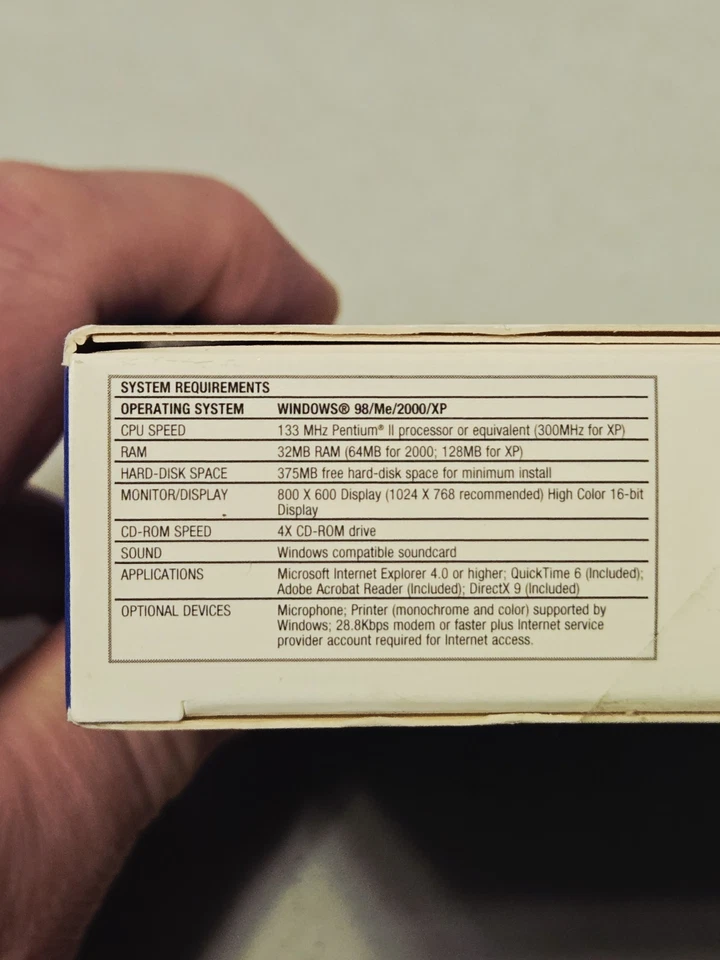 SYSTEM REQUIREMENTS
OPERATING SYSTEM WINDOWS® 98/Me/2000/XP
CPU SPEED 133 MHz Pentium® II processor or equivalent (300MHz for XP)
RAM 32MB RAM (64MB for 2000; 128MB for XP)
HARD-DISK SPACE 375MB free hard-disk space for minimum install
MONITOR/DISPLAY 800 X 600 Display (1024 X 768 recommended) High Color 16-bit
Display
CD-ROM SPEED 4X CD-ROM drive
SOUND Windows compatible soundcard
APPLICATIONS Microsoft Internet Explorer 4.0 or higher; QuickTime 6 (Included);
Adobe Acrobat Reader (Included); DirectX 9 (Included)
OPTIONAL DEVICES Microphone; Printer (monochrome and color) supported by
Windows; 28.8Kbps modem or faster plus Internet service
provider account required for Internet access.